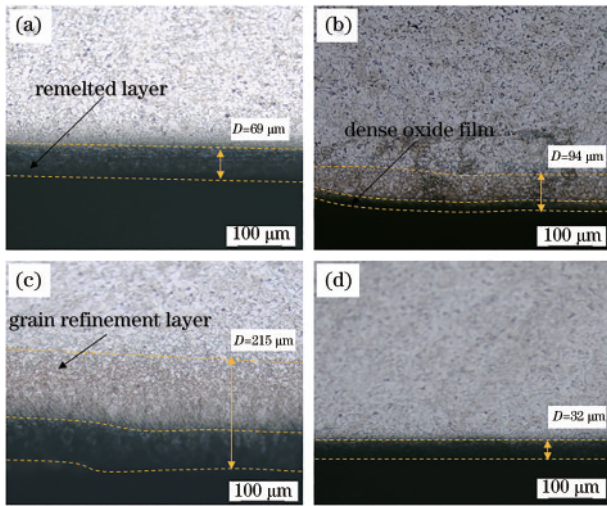 (a)
remelted layer
D=69 μm
100 μm
(b)
dense oxide film
D=94 μm
100 μm
(c)
grain refinement layer
D=215 μm
100 μm
(d)
D=32 μm
100 μm